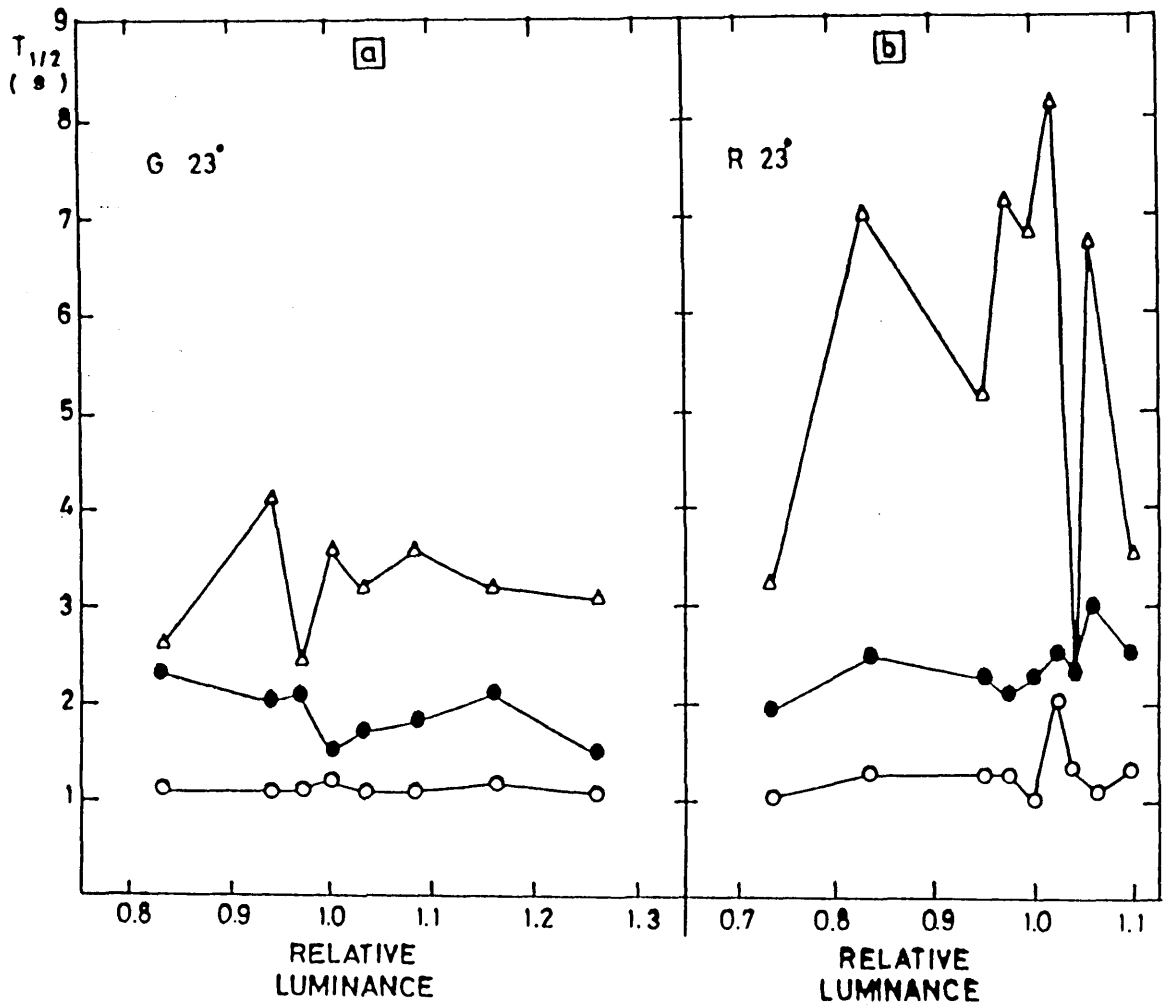 9
T1/2
( s )
8
7
6
5
4
3
2
1
a
G 23°
0.8 0.9 1.0 1.1 1.2 1.3
RELATIVE
LUMINANCE
b
R 23°
0.7 0.8 0.9 1.0 1.1
RELATIVE
LUMINANCE